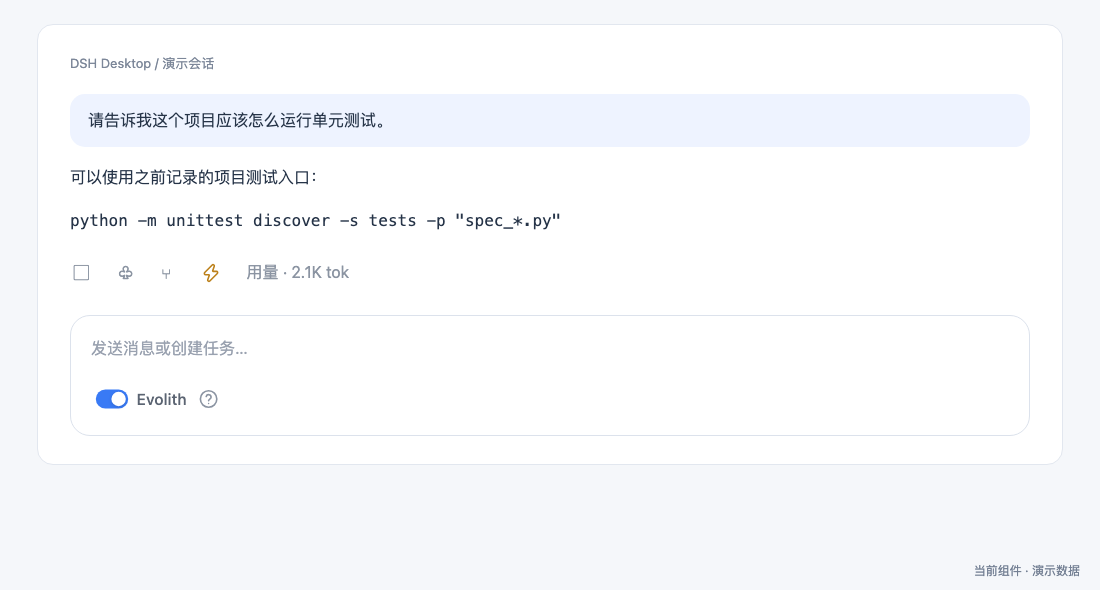 DSH Desktop / 演示会话
请告诉我这个项目应该怎么运行单元测试。
可以使用之前记录的项目测试入口：
python -m unittest discover -s tests -p "spec_*.py"
用量 · 2.1K tok
发送消息或创建任务...
Evolith ?
当前组件 · 演示数据